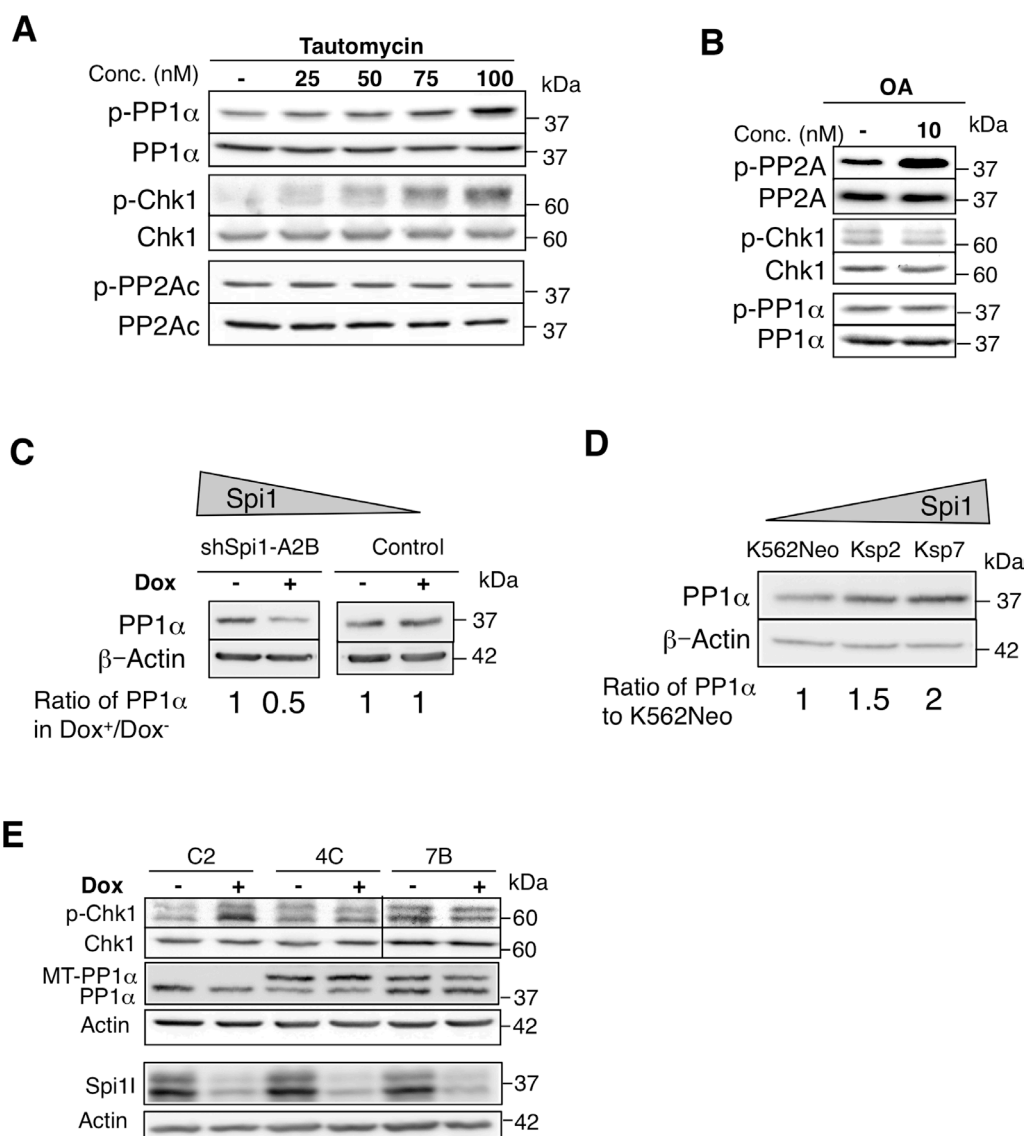 A
Tautomycin
Conc. (nM) - 25 50 75 100 kDa
p-PP1α 37
PP1α 37
p-Chk1 60
Chk1 60
p-PP2Ac 37
PP2Ac 37
B
OA
Conc. (nM) - 10 kDa
p-PP2A 37
PP2A 37
p-Chk1 60
Chk1 60
p-PP1α 37
PP1α 37
C
Spi1
shSpi1-A2B Control
Dox - + - + kDa
PP1α 37
β-Actin 42
Ratio of PP1α 1 0.5 1 1
in Dox⁺/Dox⁻
D
Spi1
K562Neo Ksp2 Ksp7 kDa
PP1α 37
β-Actin 42
Ratio of PP1α 1 1.5 2
to K562Neo
E
C2 4C 7B
Dox - + - + - + kDa
p-Chk1 60
Chk1 60
MT-PP1α
PP1α 37
Actin 42
Spi1l 37
Actin 42